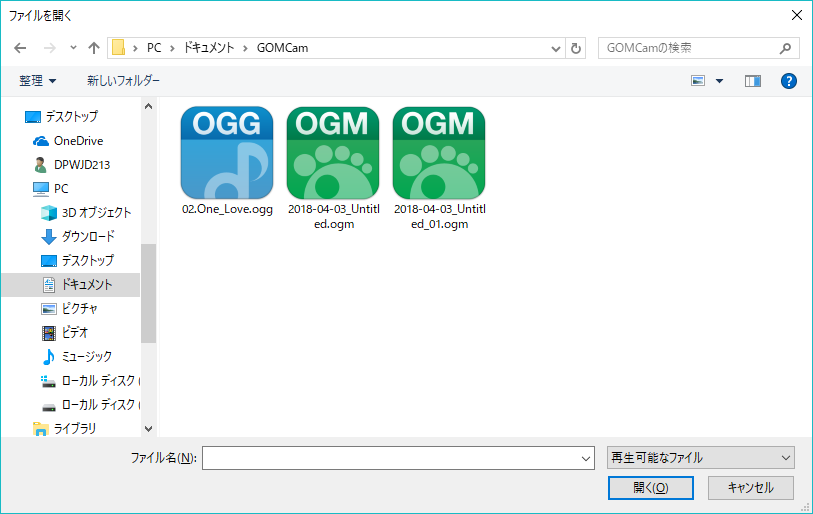 ファイルを開く
PC
ドキュメント
GOMCam
GOMCamの検索
整理
新しいフォルダー
デスクトップ
OneDrive
DPWJD213
PC
3D オブジェクト
ダウンロード
デスクトップ
ドキュメント
ピクチャ
ビデオ
ミュージック
ローカル ディスク (
ローカル ディスク (
ライブラリ
OGG
OGM
OGM
02.One_Love.ogg
2018-04-03_Untitl
ed.ogm
2018-04-03_Untitl
ed_01.ogm
ファイル名(N):
再生可能なファイル
開く(O)
キャンセル